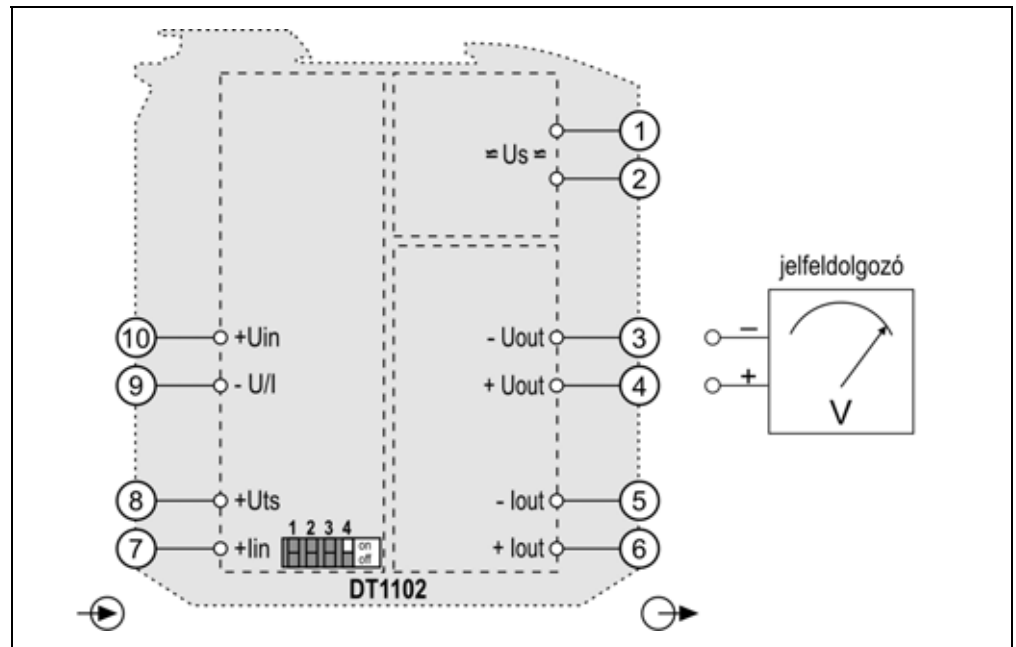 1
≂ Us ≂
2
jelfeldolgozó
10 +Uin
- Uout 3
–
9 - U/I
+ Uout 4
+
V
8 +Uts
- Iout 5
1 2 3 4
7 +Iin
on
off
+ Iout 6
DT1102